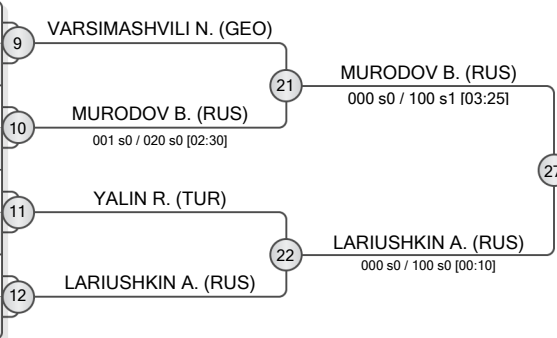 VARSIMASHVILI N. (GEO)
9
21
MURODOV B. (RUS)
000 s0 / 100 s1 [03:25]
MURODOV B. (RUS)
10
001 s0 / 020 s0 [02:30]
27
YALIN R. (TUR)
11
LARIUSHKIN A. (RUS)
22
000 s0 / 100 s0 [00:10]
LARIUSHKIN A. (RUS)
12